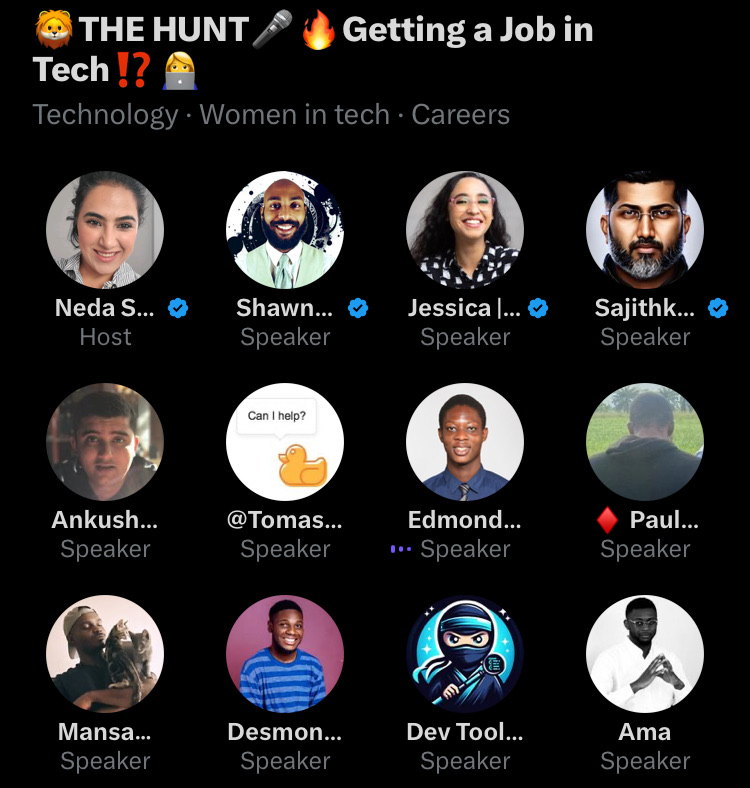 🦁THE HUNT🎤🔥Getting a Job in
Tech⁉️👩‍💻
Technology · Women in tech · Careers
Neda S... Shawn... Jessica |... Sajithk...
Host Speaker Speaker Speaker
Can I help?
Ankush... @Tomas... Edmond... ♦️ Paul...
Speaker Speaker Speaker Speaker
Mansa... Desmon... Dev Tool... Ama
Speaker Speaker Speaker Speaker